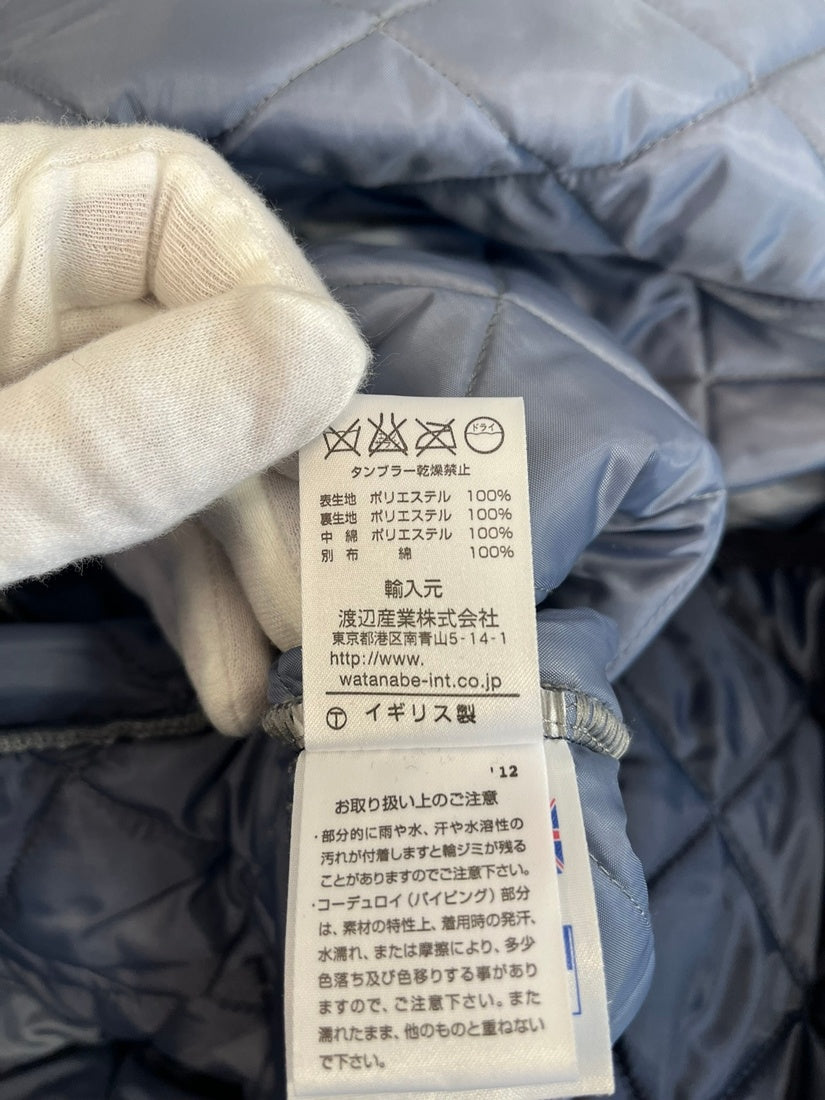 ドライ
タンブラー乾燥禁止
表生地 ポリエステル 100%
裏生地 ポリエステル 100%
中 綿 ポリエステル 100%
別 布 綿 100%
輸入元
渡辺産業株式会社
東京都港区南青山5-14-1
http://www.
watanabe-int.co.jp
Ⓣ イギリス製
'12
お取り扱い上のご注意
・部分的に雨や水、汗や水溶性の
汚れが付着しますと輪ジミが残る
ことがありますのでご注意下さい。
・コーデュロイ(パイピング)部分
は、素材の特性上、着用時の発汗、
水濡れ、または摩擦により、多少
色落ち及び色移りする事があり
ますので、ご注意下さい。また
濡れたまま、他のものと重ねない
で下さい。